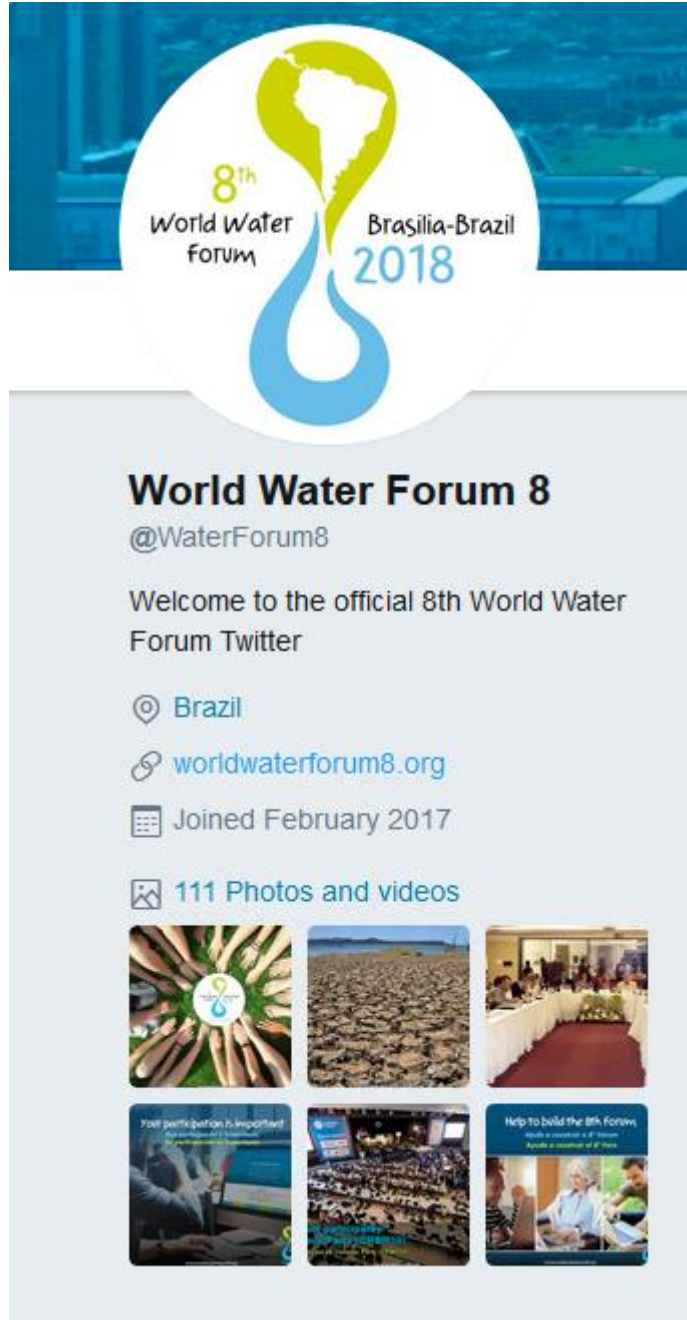 8th
World Water
Forum
Brasilia-Brazil
2018
World Water Forum 8
@WaterForum8
Welcome to the official 8th World Water
Forum Twitter
Brazil
worldwaterforum8.org
Joined February 2017
111 Photos and videos
Your participation is important
Help to build the 8th Forum